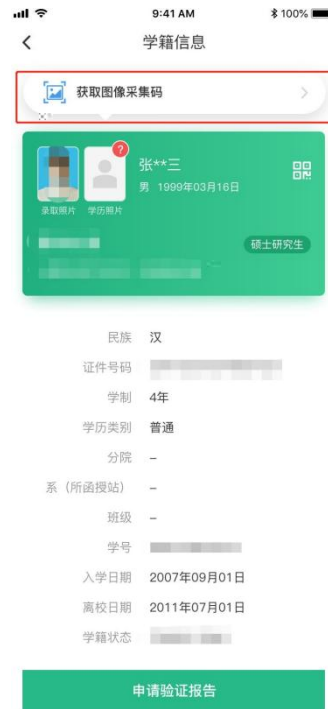 9:41 AM
100%
学籍信息
获取图像采集码
?
张**三
男 1999年03月16日
录取照片 学历照片
硕士研究生
民族 汉
证件号码
学制 4年
学历类别 普通
分院 –
系（所函授站） –
班级 –
学号
入学日期 2007年09月01日
离校日期 2011年07月01日
学籍状态
申请验证报告